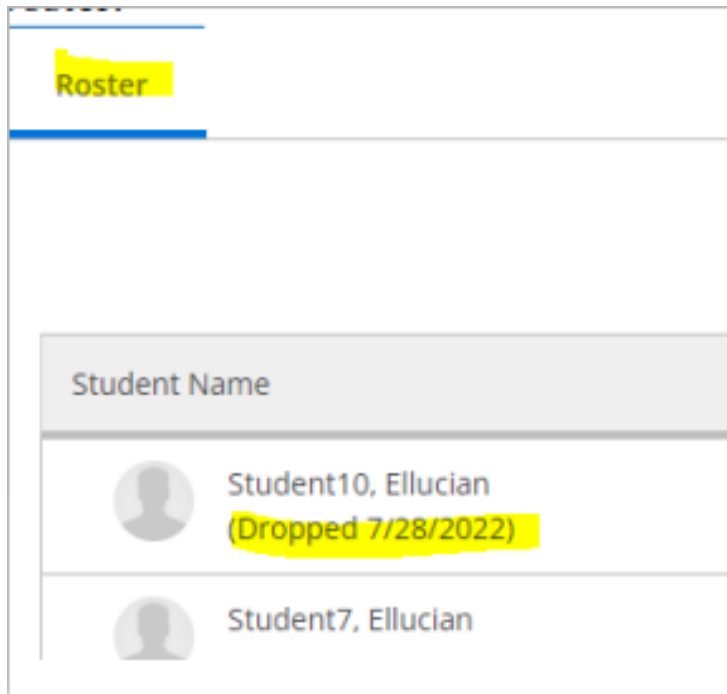 Roster
Student Name
Student10, Ellucian
(Dropped 7/28/2022)
Student7, Ellucian